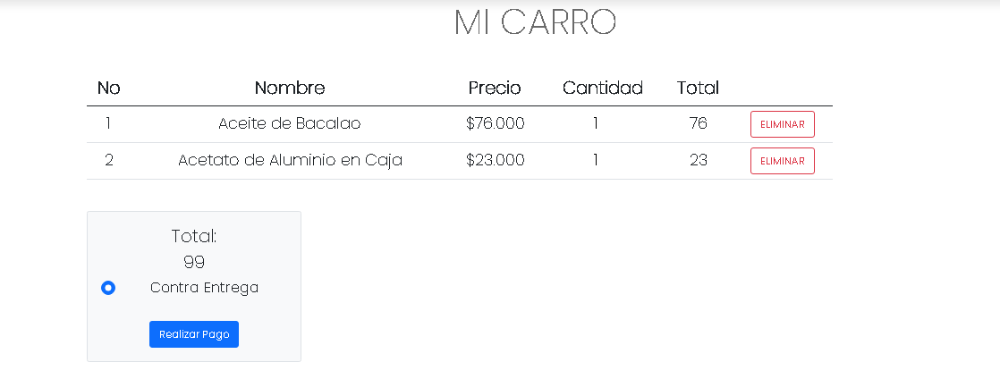 MI CARRO
No Nombre Precio Cantidad Total
1 Aceite de Bacalao $76.000 1 76 ELIMINAR
2 Acetato de Aluminio en Caja $23.000 1 23 ELIMINAR
Total:
99
Contra Entrega
Realizar Pago